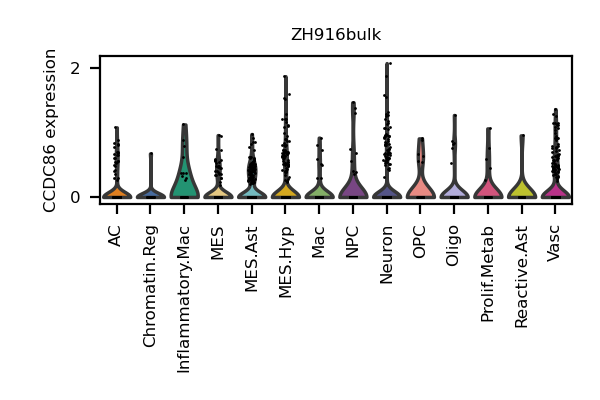 ZH916bulk
CCDC86 expression
2
0
AC
Chromatin.Reg
Inflammatory.Mac
MES
MES.Ast
MES.Hyp
Mac
NPC
Neuron
OPC
Oligo
Prolif.Metab
Reactive.Ast
Vasc